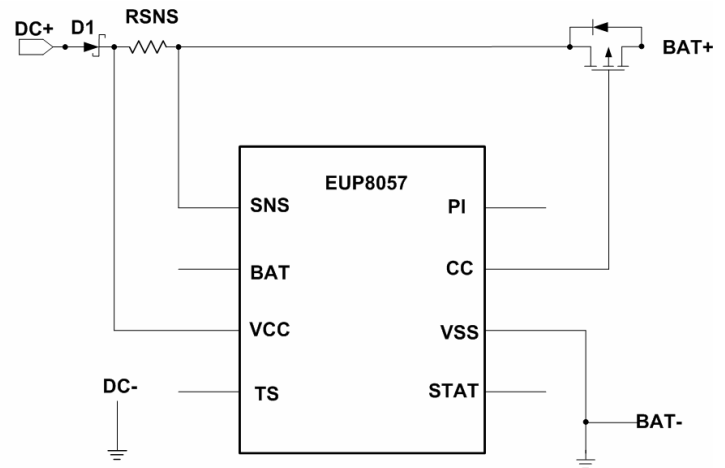 DC+ D1 RSNS
BAT+
EUP8057
SNS PI
BAT CC
VCC VSS
DC-
TS STAT
BAT-